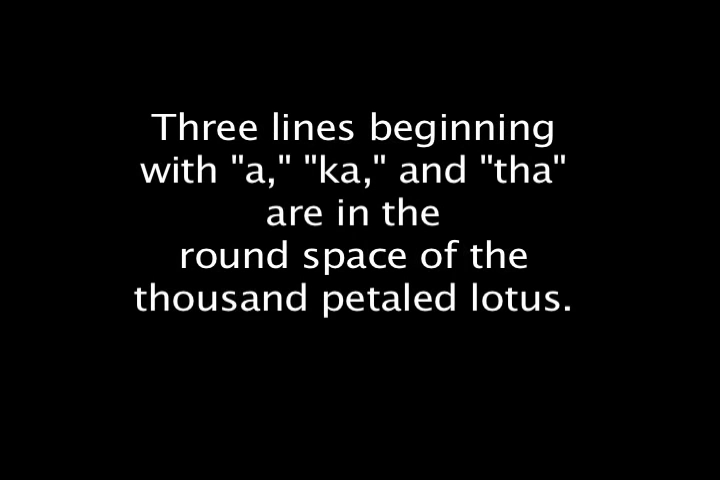 Three lines beginning
with "a," "ka," and "tha"
are in the
round space of the
thousand petaled lotus.